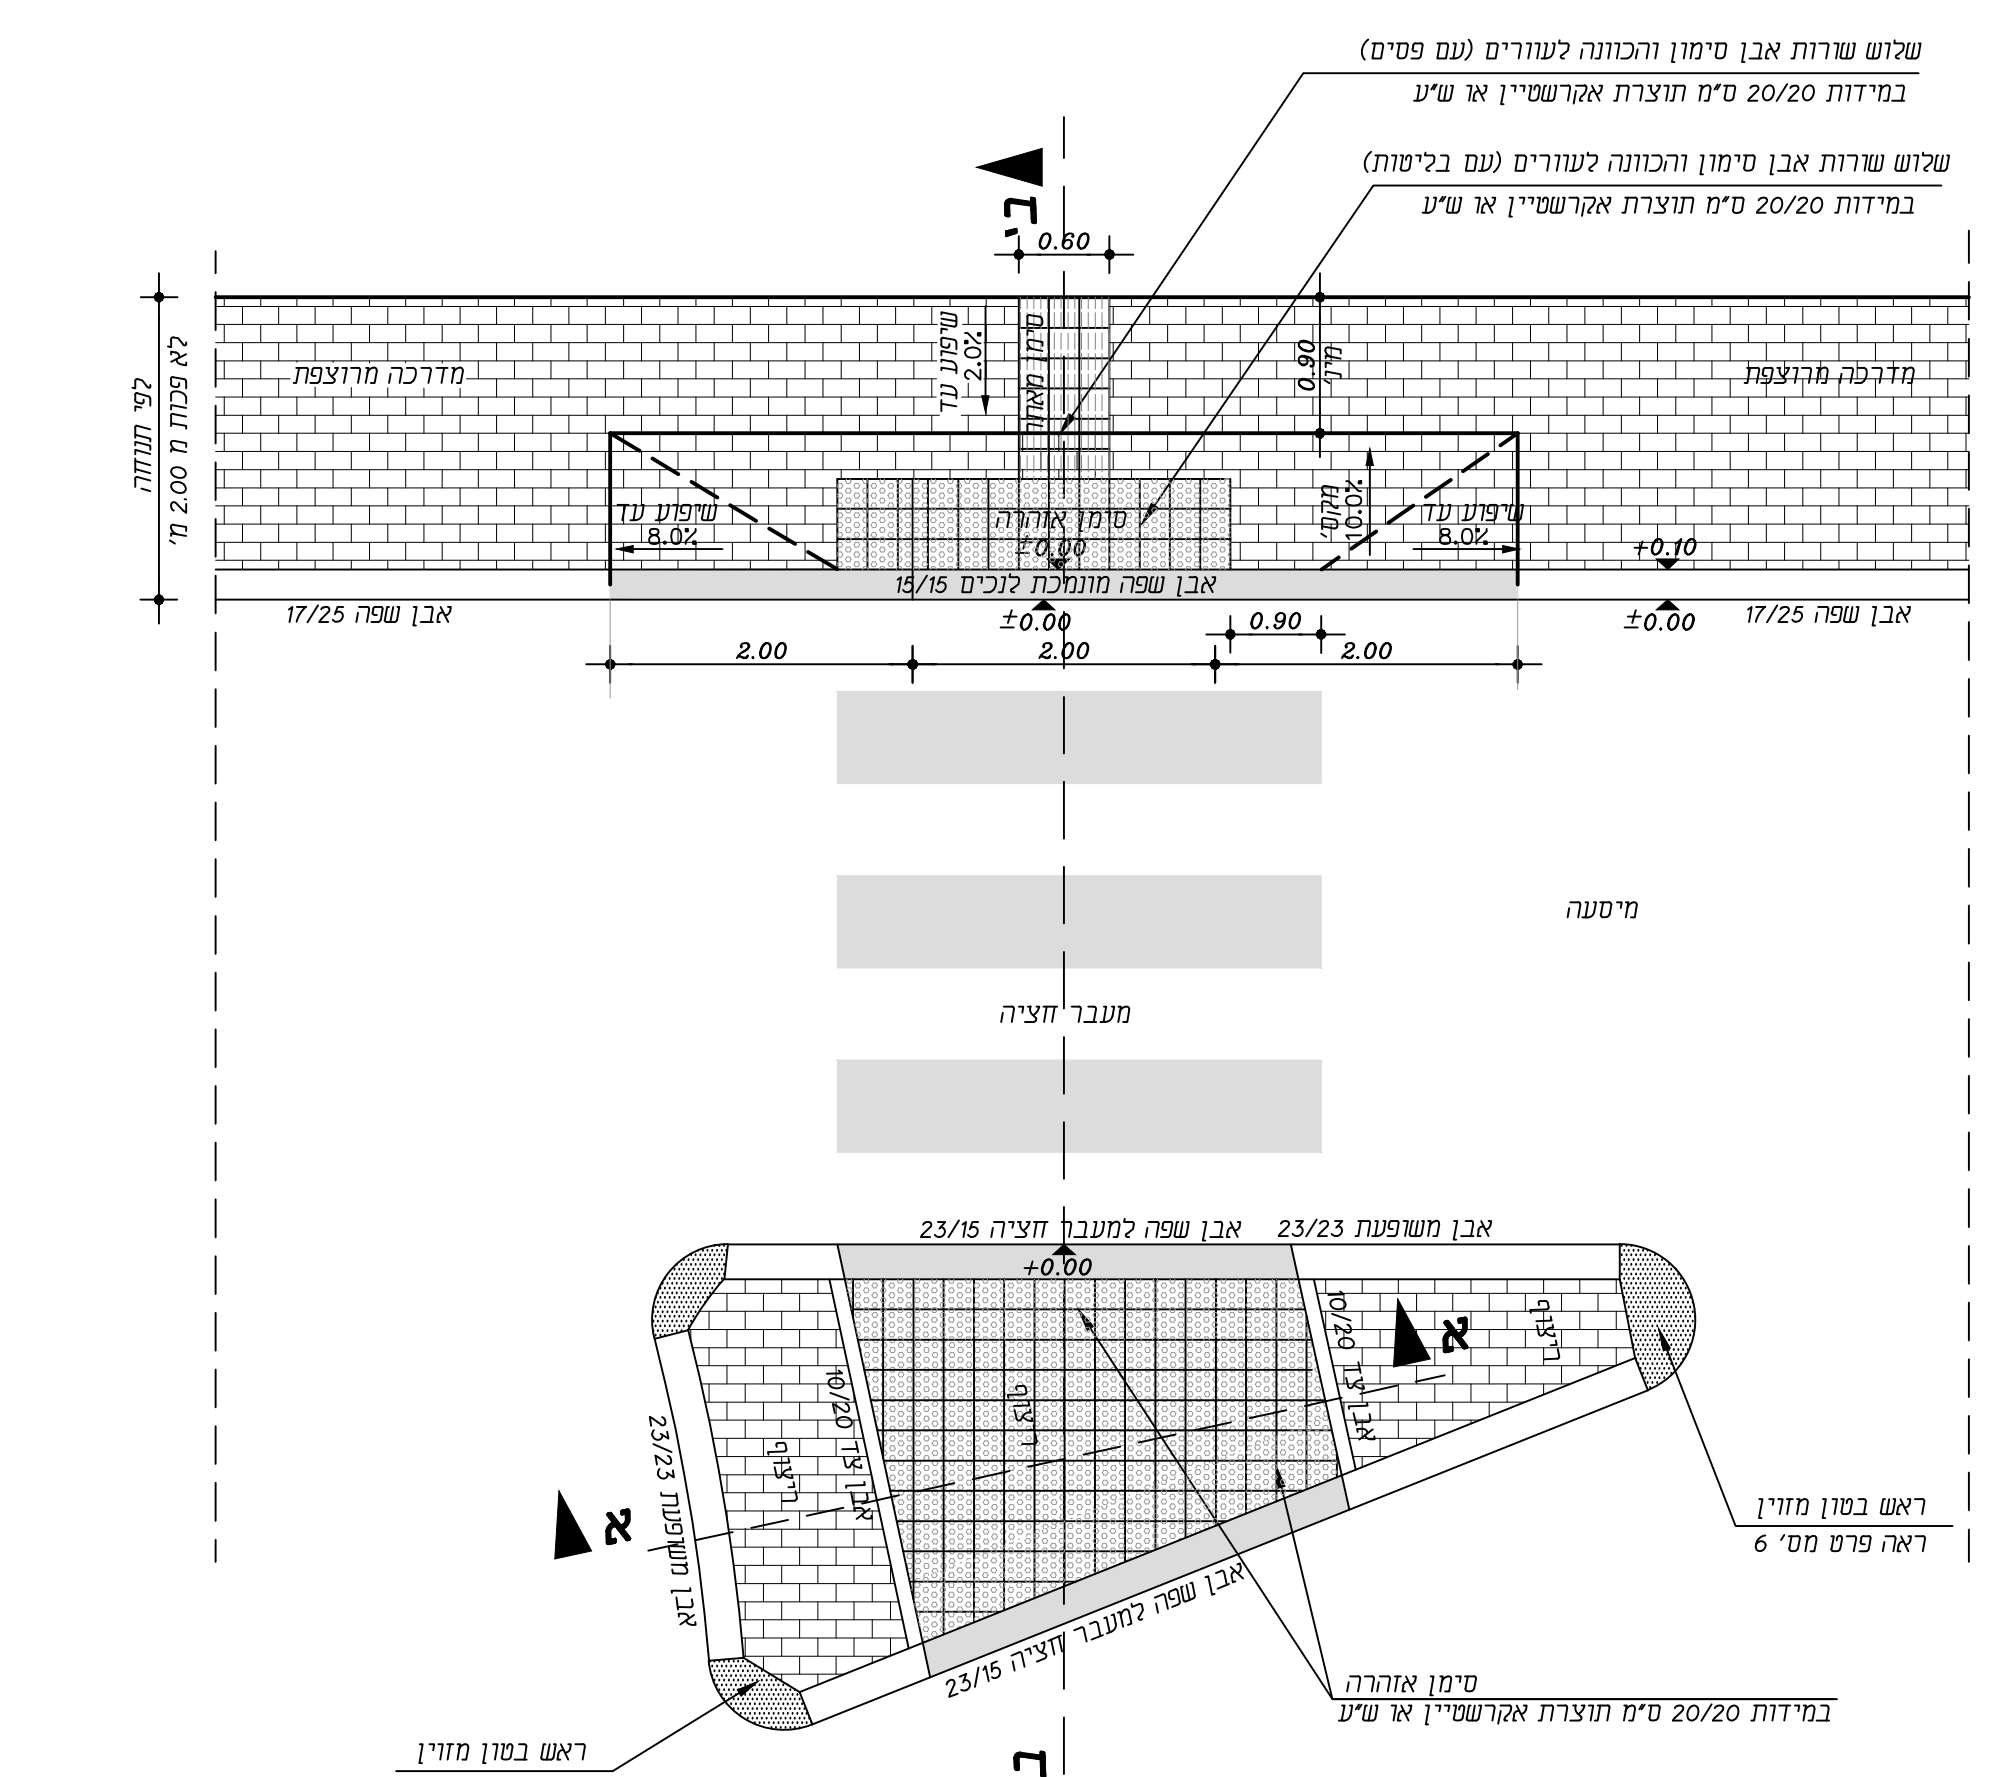 שלוש שורות אבן סימון והכוונה לעוורים (עם פסים)
במידות 20/20 ס"מ תוצרת אקרשטיין או ש"ע
שלוש שורות אבן סימון והכוונה לעוורים (עם בליטות)
במידות 20/20 ס"מ תוצרת אקרשטיין או ש"ע
ב'
0.60
לפי תנוחה
לא פכות מ 2.00 מ'
מדרכה מרוצפת
שיפוע עד
2.0%
סימן מאתר
0.90
מינ'
מדרכה מרוצפת
שיפוע עד
8.0%
סימן אזהרה
±0.00
מקס'
10.0%
שיפוע עד
8.0%
+0.10
אבן שפה מונמכת לנכים 15/15
אבן שפה 17/25
±0.00
0.90
±0.00
אבן שפה 17/25
2.00
2.00
2.00
מיסעה
מעבר חציה
אבן שפה למעבר חציה 23/15
אבן משופעת 23/23
+0.00
אבן צד 10/20
א
ריצוף
אבן צד 10/20
ריצוף
ריצוף
אבן משופעת 23/23
א
ראש בטון מזוין
ראה פרט מס' 6
אבן שפה למעבר חציה 23/15
סימן אזהרה
במידות 20/20 ס"מ תוצרת אקרשטיין או ש"ע
ראש בטון מזוין
ב